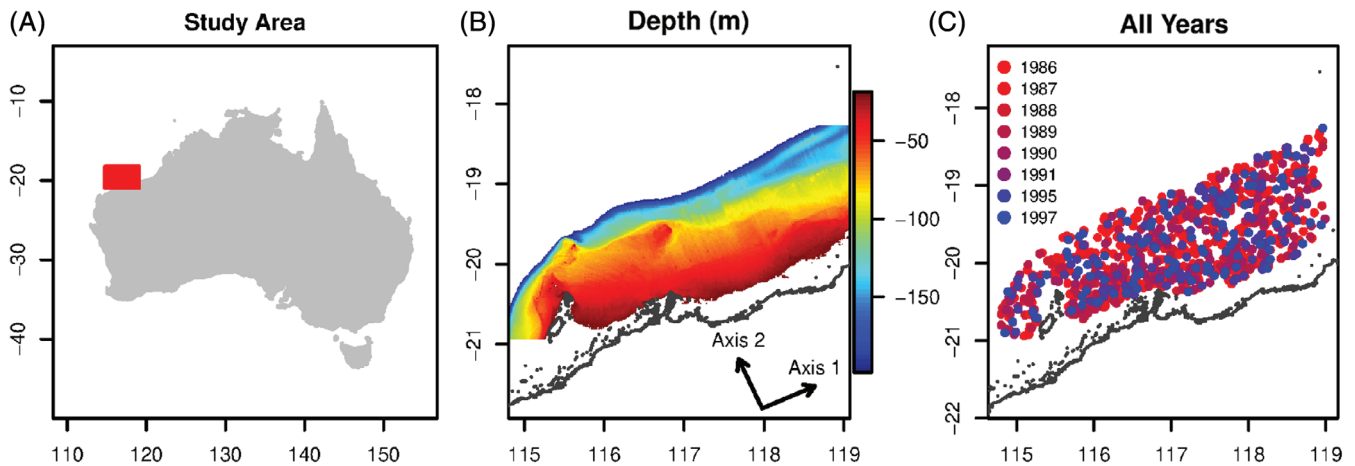 (A)
Study Area
-10
-20
-30
-40
110 120 130 140 150
(B)
Depth (m)
-18
-19
-20
-21
115 116 117 118 119
-50
-100
-150
Axis 2
Axis 1
(C)
All Years
1986
1987
1988
1989
1990
1991
1995
1997
-18
-19
-20
-21
-22
115 116 117 118 119